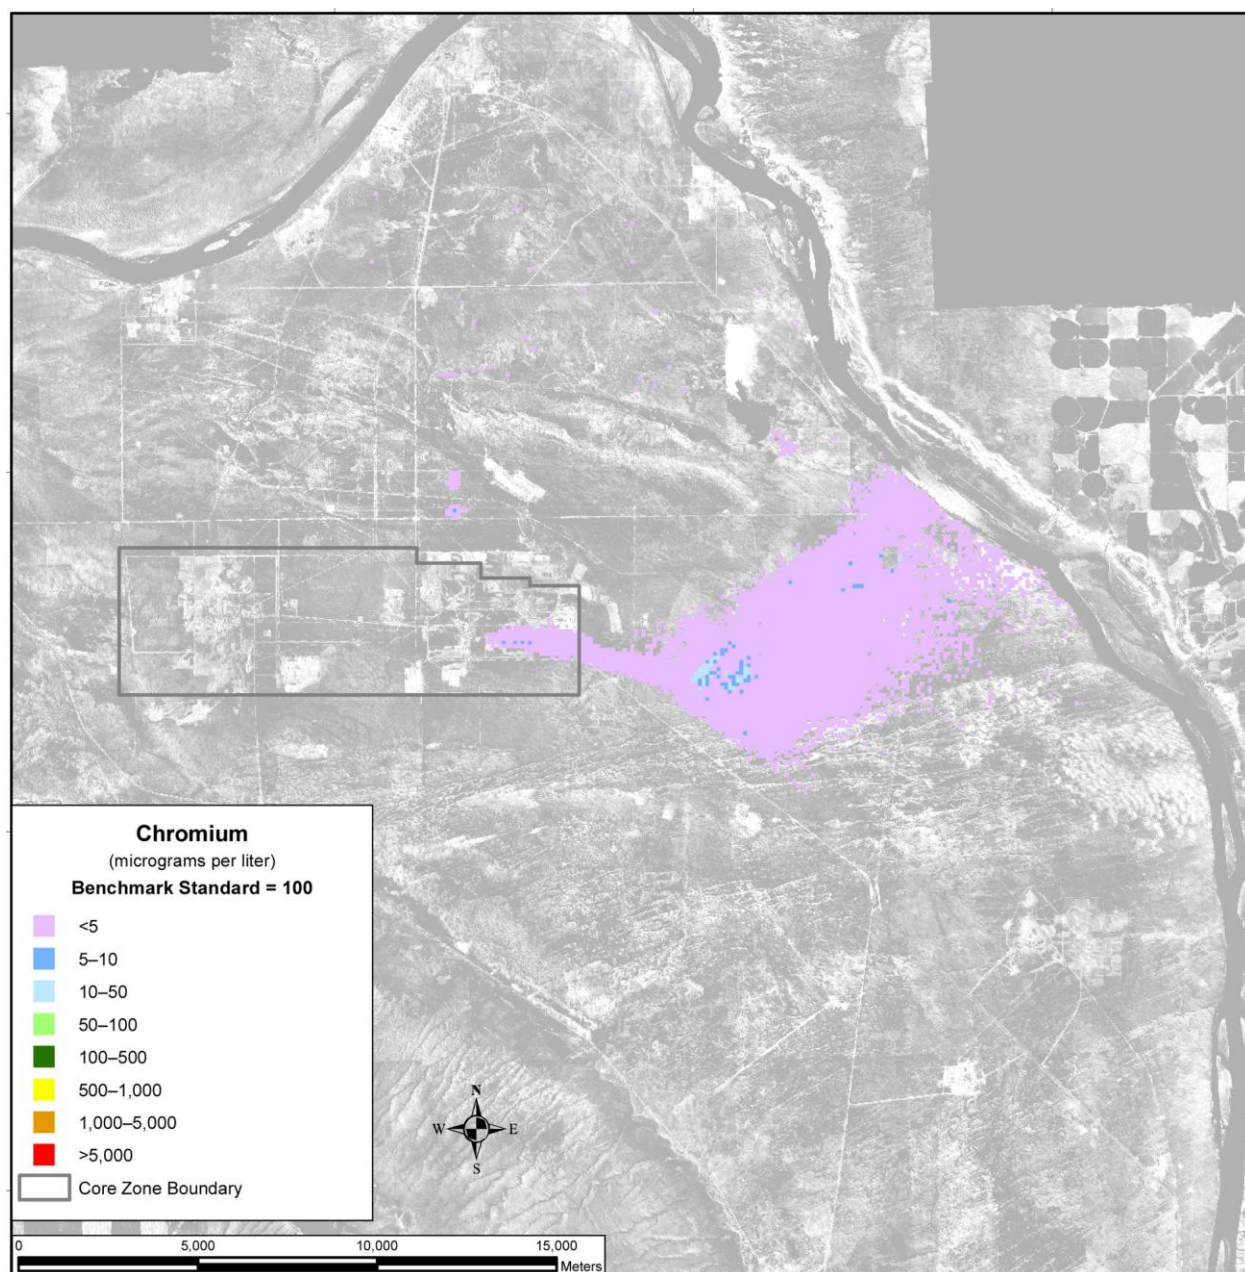 Chromium
(micrograms per liter)
Benchmark Standard = 100
<5
5–10
10–50
50–100
100–500
500–1,000
1,000–5,000
>5,000
Core Zone Boundary
N
W E
S
0 5,000 10,000 15,000
Meters